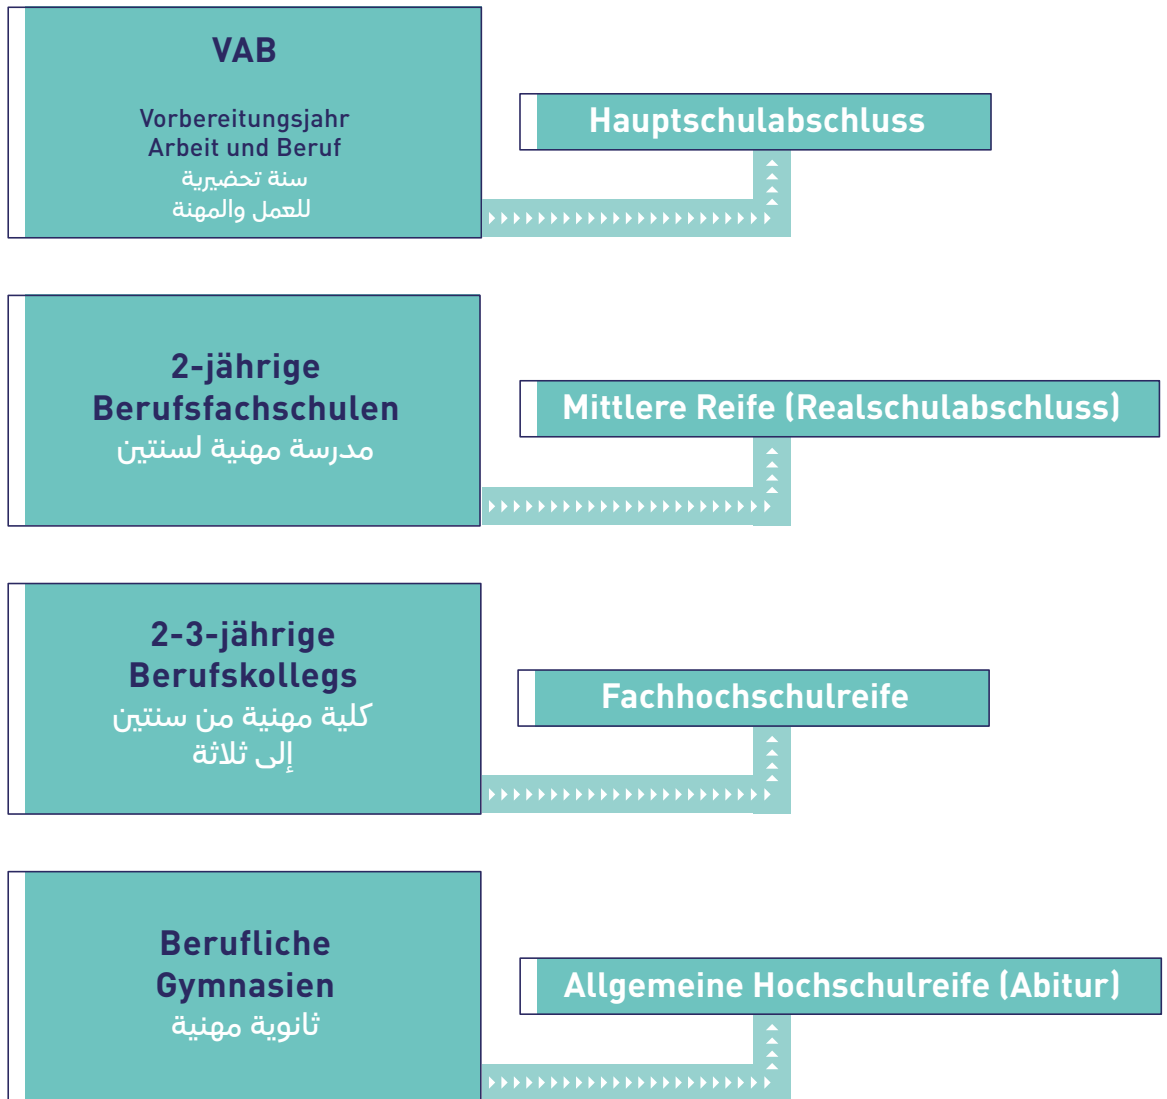 VAB
Vorbereitungsjahr
Arbeit und Beruf
سنة تحضيرية
للعمل والمهنة
Hauptschulabschluss
2-jährige
Berufsfachschulen
مدرسة مهنية لسنتين
Mittlere Reife (Realschulabschluss)
2-3-jährige
Berufskollegs
كلية مهنية من سنتين
إلى ثلاثة
Fachhochschulreife
Berufliche
Gymnasien
ثانوية مهنية
Allgemeine Hochschulreife (Abitur)